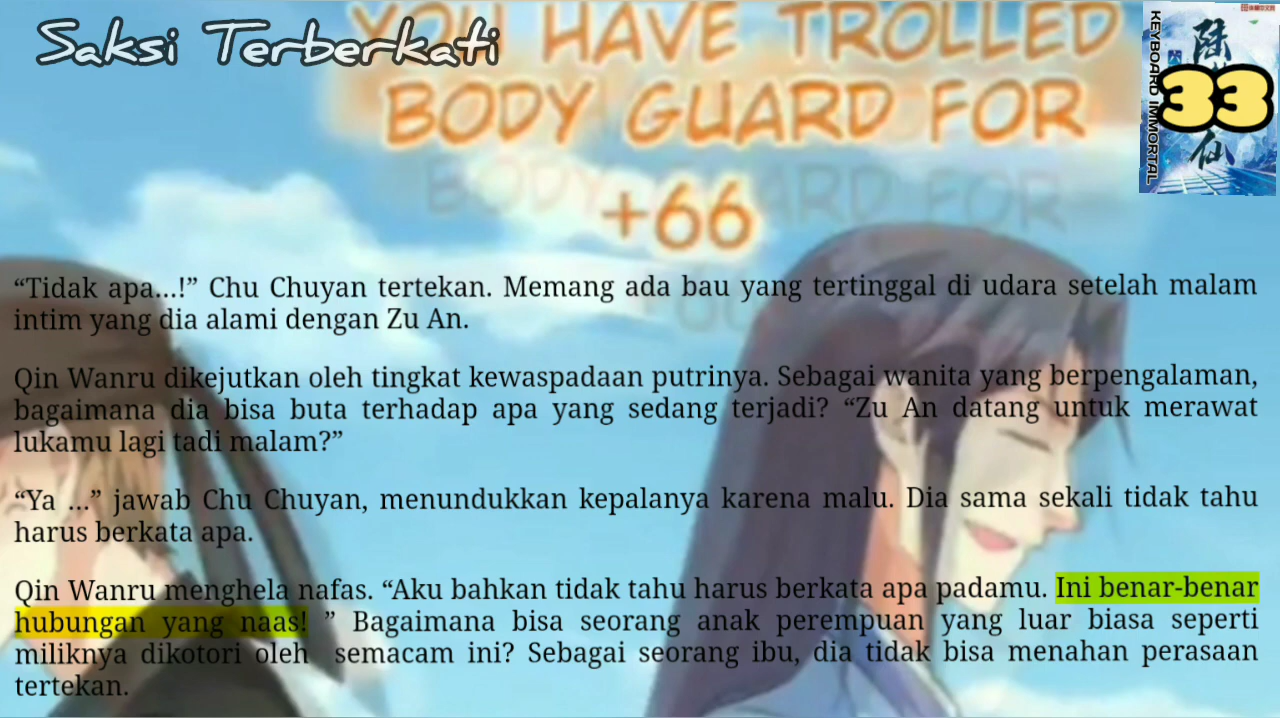 Saksi Terberkati
YOU HAVE TROLLED
BODY GUARD FOR
BODY GUARD FOR
+66
KEYBOARD IMMORTAL
陆
仙
33
“Tidak apa…!” Chu Chuyan tertekan. Memang ada bau yang tertinggal di udara setelah malam
intim yang dia alami dengan Zu An.
Qin Wanru dikejutkan oleh tingkat kewaspadaan putrinya. Sebagai wanita yang berpengalaman,
bagaimana dia bisa buta terhadap apa yang sedang terjadi? “Zu An datang untuk merawat
lukamu lagi tadi malam?”
“Ya …” jawab Chu Chuyan, menundukkan kepalanya karena malu. Dia sama sekali tidak tahu
harus berkata apa.
Qin Wanru menghela nafas. “Aku bahkan tidak tahu harus berkata apa padamu. Ini benar-benar
hubungan yang naas! ” Bagaimana bisa seorang anak perempuan yang luar biasa seperti
miliknya dikotori oleh semacam ini? Sebagai seorang ibu, dia tidak bisa menahan perasaan
tertekan.